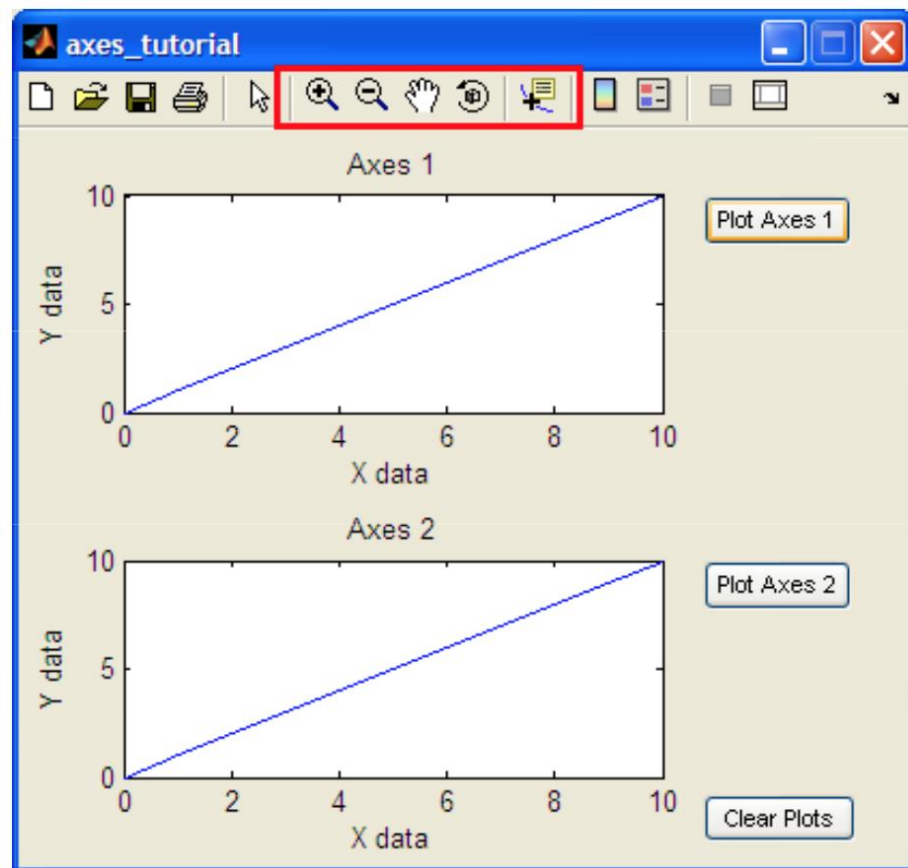 axes_tutorial
Axes 1
10
5
0
Y data
0 2 4 6 8 10
X data
Plot Axes 1
Axes 2
10
5
0
Y data
0 2 4 6 8 10
X data
Plot Axes 2
Clear Plots